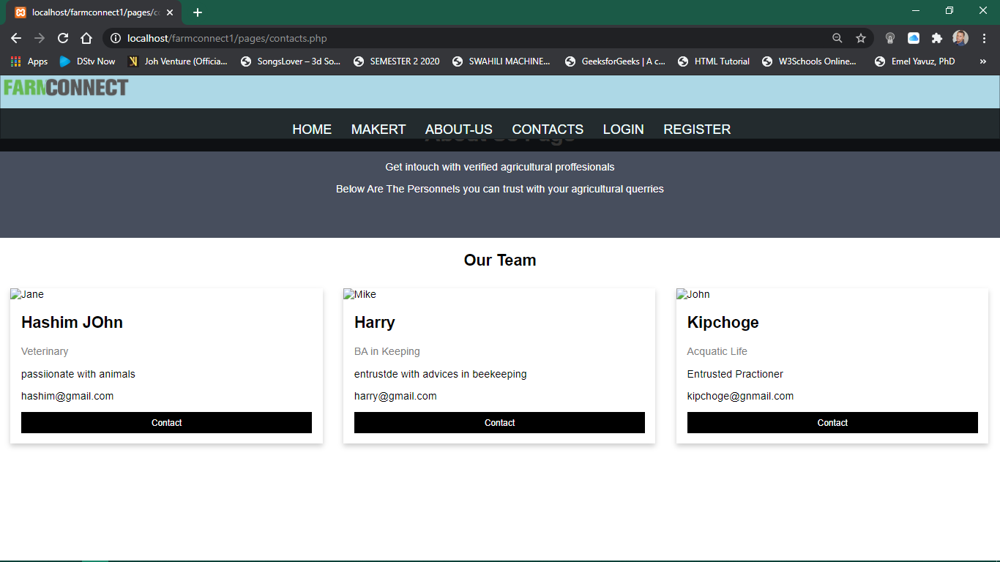 localhost/farmconnect1/pages/co
localhost/farmconnect1/pages/contacts.php
Apps DStv Now Joh Venture (Officia... SongsLover – 3d So... SEMESTER 2 2020 SWAHILI MACHINE... GeeksforGeeks | A c... HTML Tutorial W3Schools Online... Emel Yavuz, PhD »
FARMCONNECT
HOME MAKERT ABOUT-US CONTACTS LOGIN REGISTER
About Us Page
Get intouch with verified agricultural proffesionals
Below Are The Personnels you can trust with your agricultural querries
Our Team
Jane Mike John
Hashim JOhn Harry Kipchoge
Veterinary BA in Keeping Acquatic Life
passiionate with animals entrustde with advices in beekeeping Entrusted Practioner
hashim@gmail.com harry@gmail.com kipchoge@gnmail.com
Contact Contact Contact